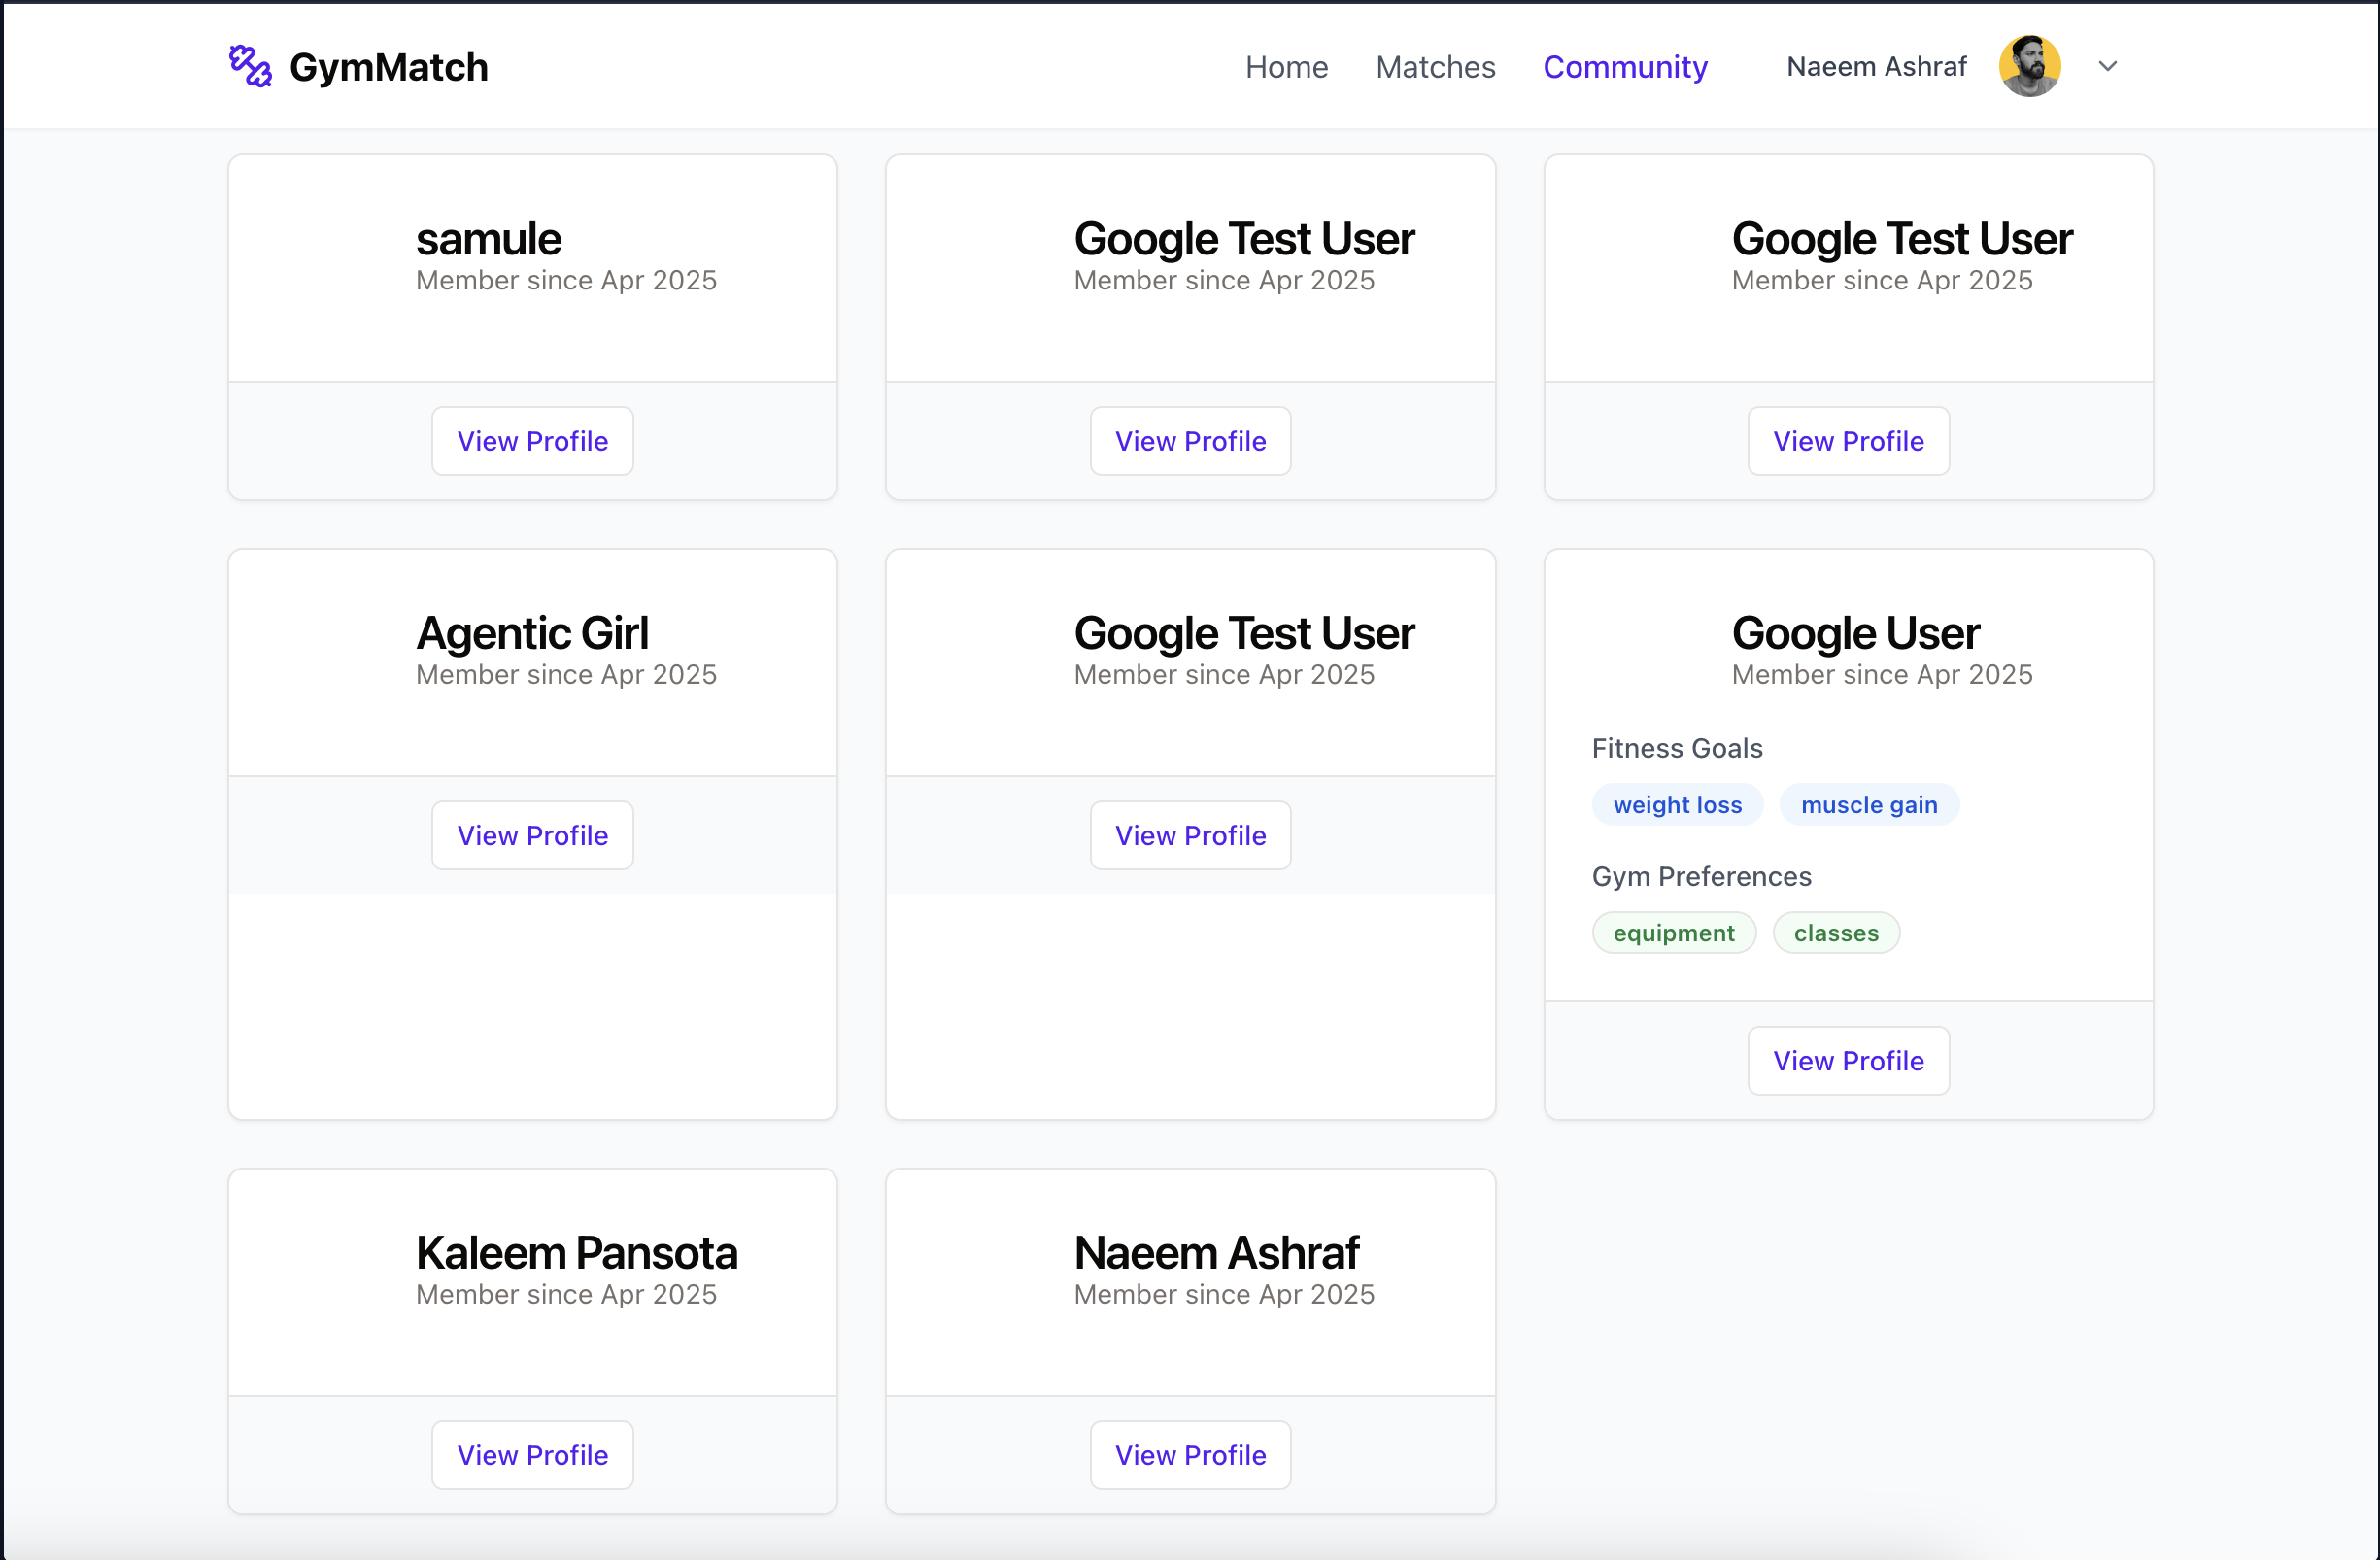 GymMatch
Home Matches Community Naeem Ashraf
samule
Member since Apr 2025
View Profile
Google Test User
Member since Apr 2025
View Profile
Google Test User
Member since Apr 2025
View Profile
Agentic Girl
Member since Apr 2025
View Profile
Google Test User
Member since Apr 2025
View Profile
Google User
Member since Apr 2025
Fitness Goals
weight loss muscle gain
Gym Preferences
equipment classes
View Profile
Kaleem Pansota
Member since Apr 2025
View Profile
Naeem Ashraf
Member since Apr 2025
View Profile